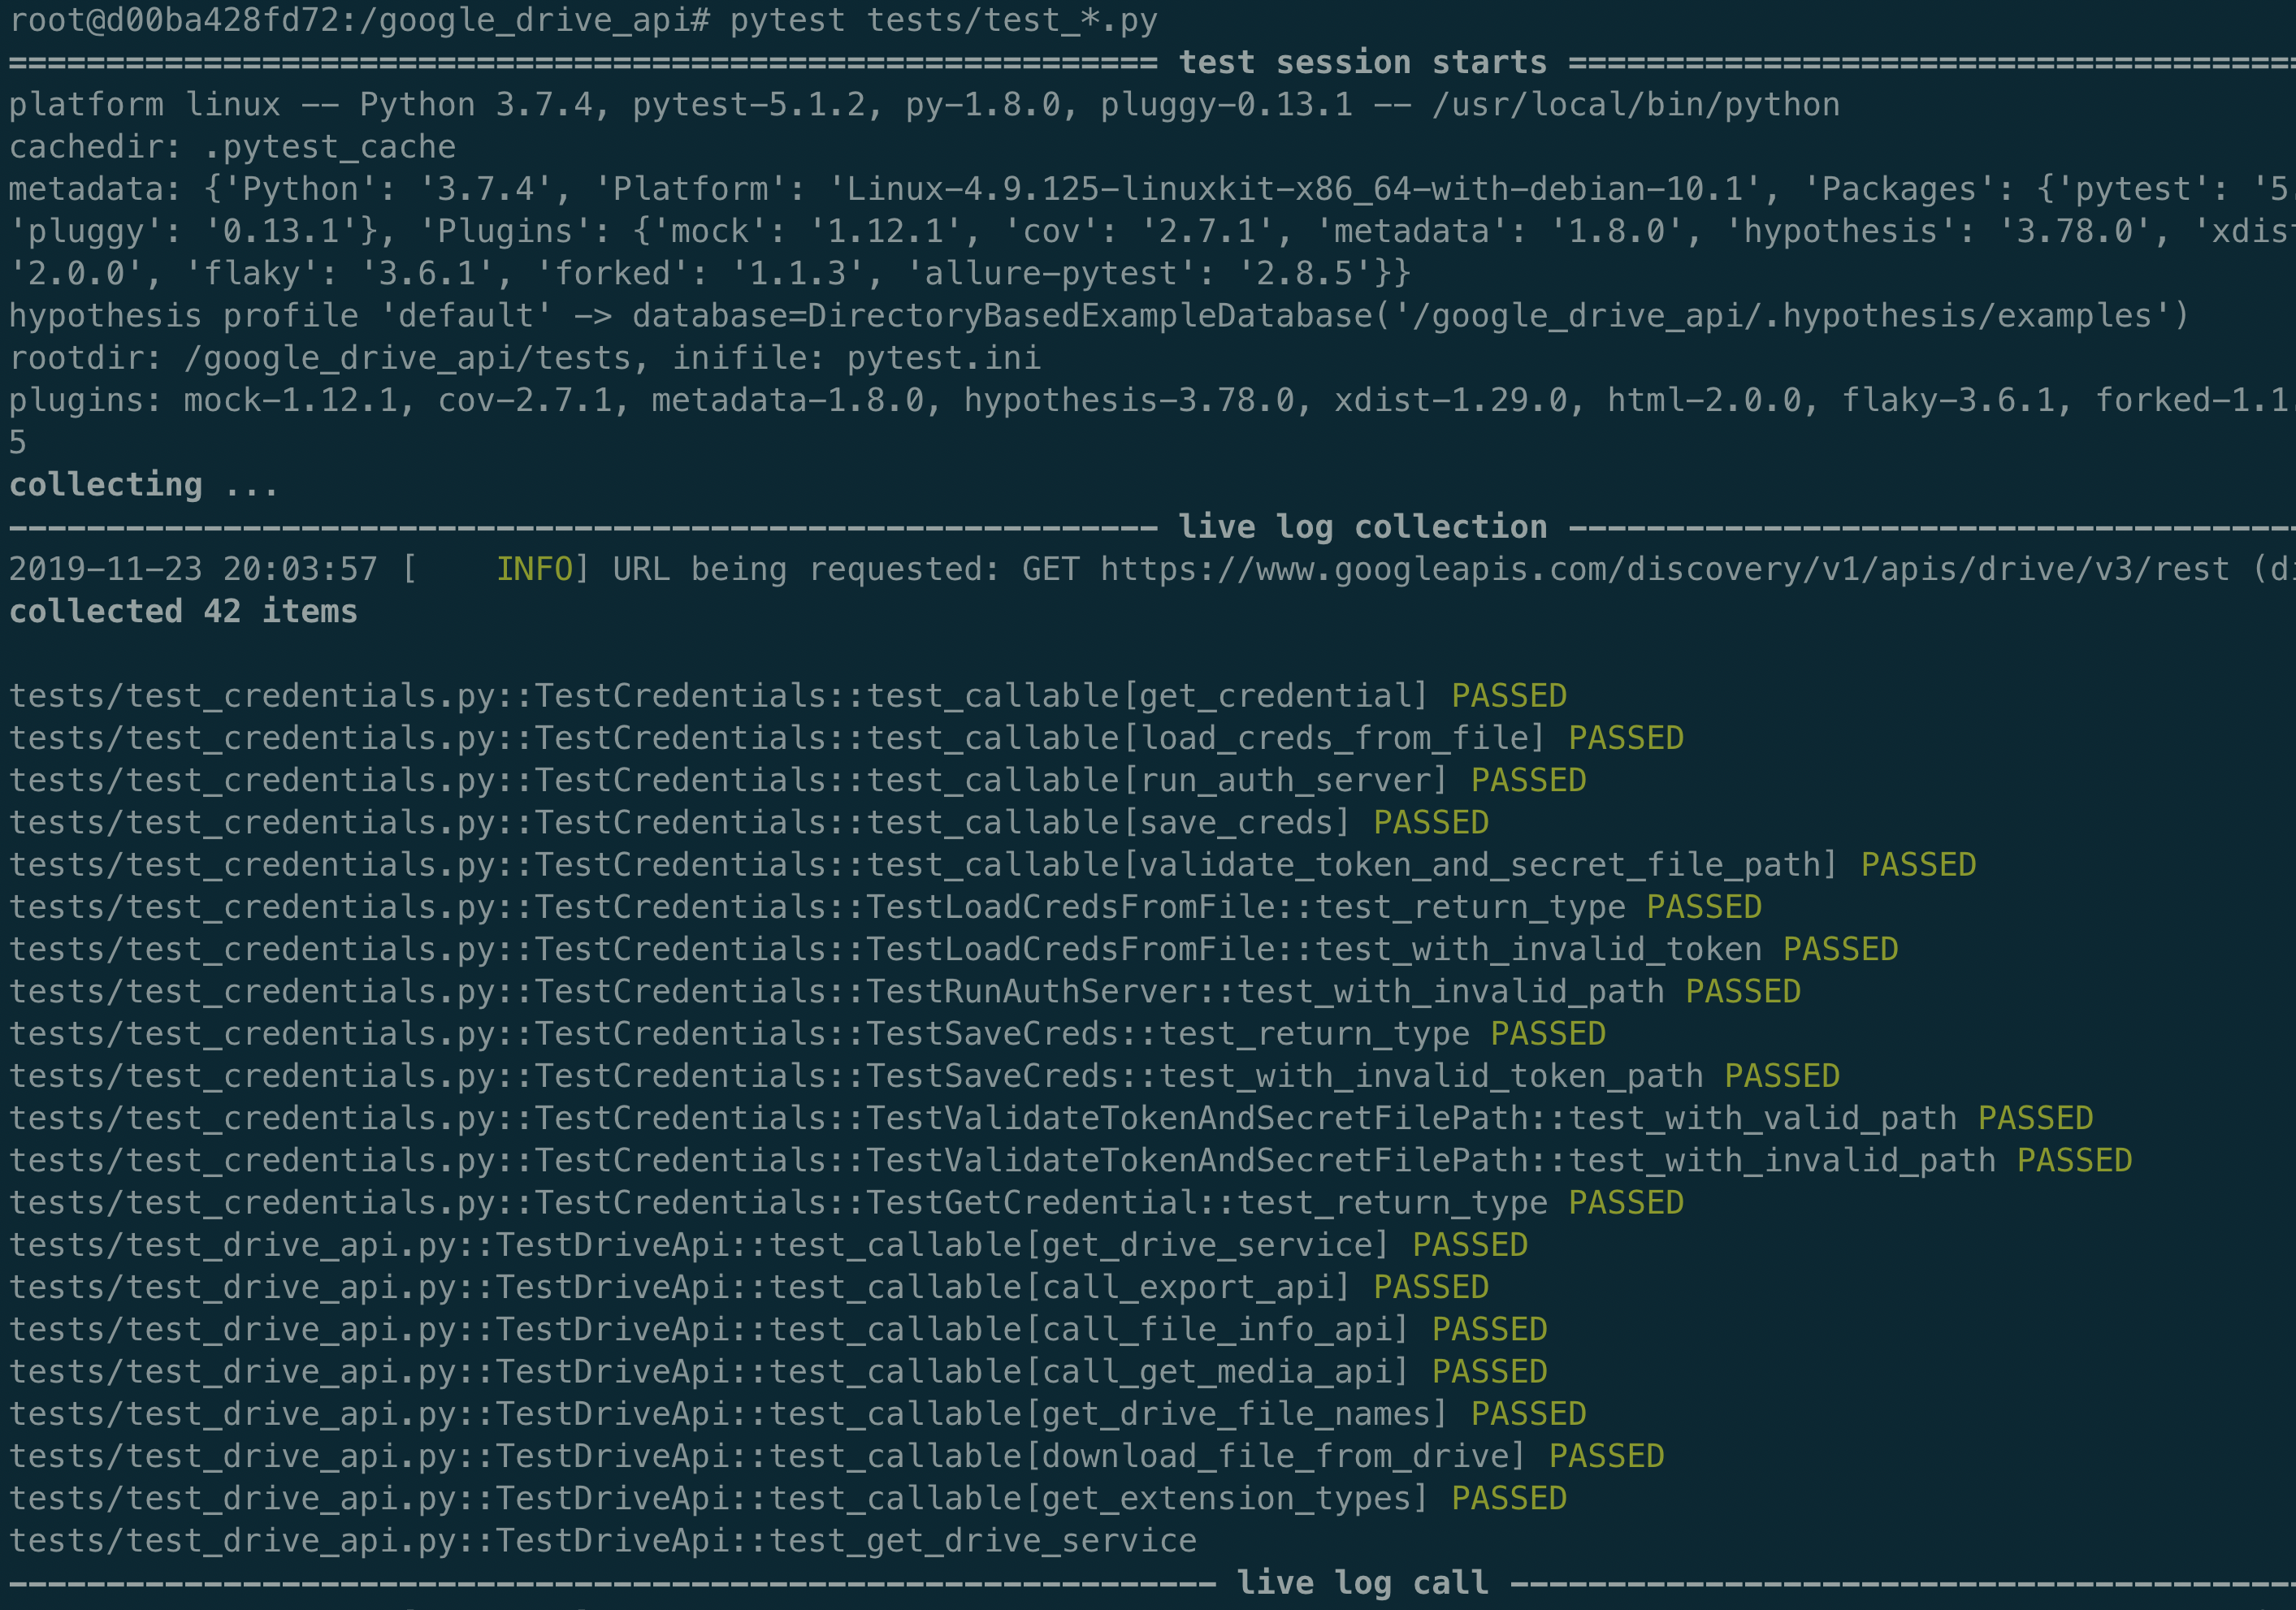 root@d00ba428fd72:/google_drive_api# pytest tests/test_*.py
=========================================================== test session starts ======================================
platform linux -- Python 3.7.4, pytest-5.1.2, py-1.8.0, pluggy-0.13.1 -- /usr/local/bin/python
cachedir: .pytest_cache
metadata: {'Python': '3.7.4', 'Platform': 'Linux-4.9.125-linuxkit-x86_64-with-debian-10.1', 'Packages': {'pytest': '5
'pluggy': '0.13.1'}, 'Plugins': {'mock': '1.12.1', 'cov': '2.7.1', 'metadata': '1.8.0', 'hypothesis': '3.78.0', 'xdist
'2.0.0', 'flaky': '3.6.1', 'forked': '1.1.3', 'allure-pytest': '2.8.5'}}
hypothesis profile 'default' -> database=DirectoryBasedExampleDatabase('/google_drive_api/.hypothesis/examples')
rootdir: /google_drive_api/tests, inifile: pytest.ini
plugins: mock-1.12.1, cov-2.7.1, metadata-1.8.0, hypothesis-3.78.0, xdist-1.29.0, html-2.0.0, flaky-3.6.1, forked-1.1.
5
collecting ...
----------------------------------------------------------- live log collection --------------------------------------
2019-11-23 20:03:57 [    INFO] URL being requested: GET https://www.googleapis.com/discovery/v1/apis/drive/v3/rest (di
collected 42 items
tests/test_credentials.py::TestCredentials::test_callable[get_credential] PASSED
tests/test_credentials.py::TestCredentials::test_callable[load_creds_from_file] PASSED
tests/test_credentials.py::TestCredentials::test_callable[run_auth_server] PASSED
tests/test_credentials.py::TestCredentials::test_callable[save_creds] PASSED
tests/test_credentials.py::TestCredentials::test_callable[validate_token_and_secret_file_path] PASSED
tests/test_credentials.py::TestCredentials::TestLoadCredsFromFile::test_return_type PASSED
tests/test_credentials.py::TestCredentials::TestLoadCredsFromFile::test_with_invalid_token PASSED
tests/test_credentials.py::TestCredentials::TestRunAuthServer::test_with_invalid_path PASSED
tests/test_credentials.py::TestCredentials::TestSaveCreds::test_return_type PASSED
tests/test_credentials.py::TestCredentials::TestSaveCreds::test_with_invalid_token_path PASSED
tests/test_credentials.py::TestCredentials::TestValidateTokenAndSecretFilePath::test_with_valid_path PASSED
tests/test_credentials.py::TestCredentials::TestValidateTokenAndSecretFilePath::test_with_invalid_path PASSED
tests/test_credentials.py::TestCredentials::TestGetCredential::test_return_type PASSED
tests/test_drive_api.py::TestDriveApi::test_callable[get_drive_service] PASSED
tests/test_drive_api.py::TestDriveApi::test_callable[call_export_api] PASSED
tests/test_drive_api.py::TestDriveApi::test_callable[call_file_info_api] PASSED
tests/test_drive_api.py::TestDriveApi::test_callable[call_get_media_api] PASSED
tests/test_drive_api.py::TestDriveApi::test_callable[get_drive_file_names] PASSED
tests/test_drive_api.py::TestDriveApi::test_callable[download_file_from_drive] PASSED
tests/test_drive_api.py::TestDriveApi::test_callable[get_extension_types] PASSED
tests/test_drive_api.py::TestDriveApi::test_get_drive_service
-------------------------------------------------------------- live log call -----------------------------------------